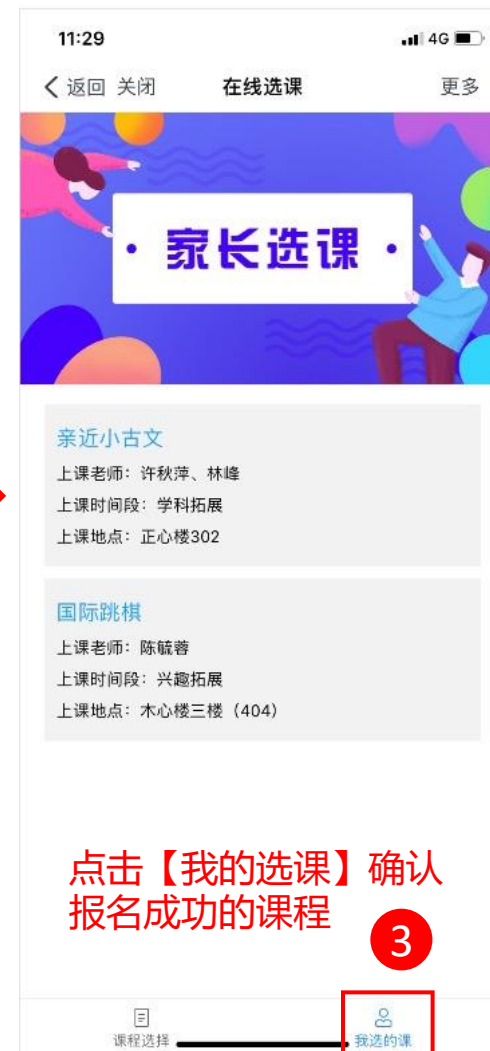 11:29
4G
返回 关闭 在线选课 更多
· 家长选课 ·
亲近小古文
上课老师：许秋萍、林峰
上课时间段：学科拓展
上课地点：正心楼302
国际跳棋
上课老师：陈毓蓉
上课时间段：兴趣拓展
上课地点：木心楼三楼（404）
点击【我的选课】确认
报名成功的课程
3
课程选择 我选的课